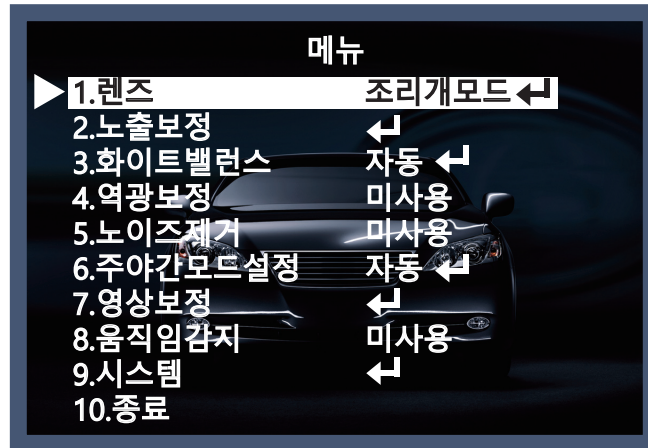 메뉴
1.렌즈 조리개모드 ↵
2.노출보정 ↵
3.화이트밸런스 자동 ↵
4.역광보정 미사용
5.노이즈제거 미사용
6.주야간모드설정 자동 ↵
7.영상보정 ↵
8.움직임감지 미사용
9.시스템 ↵
10.종료